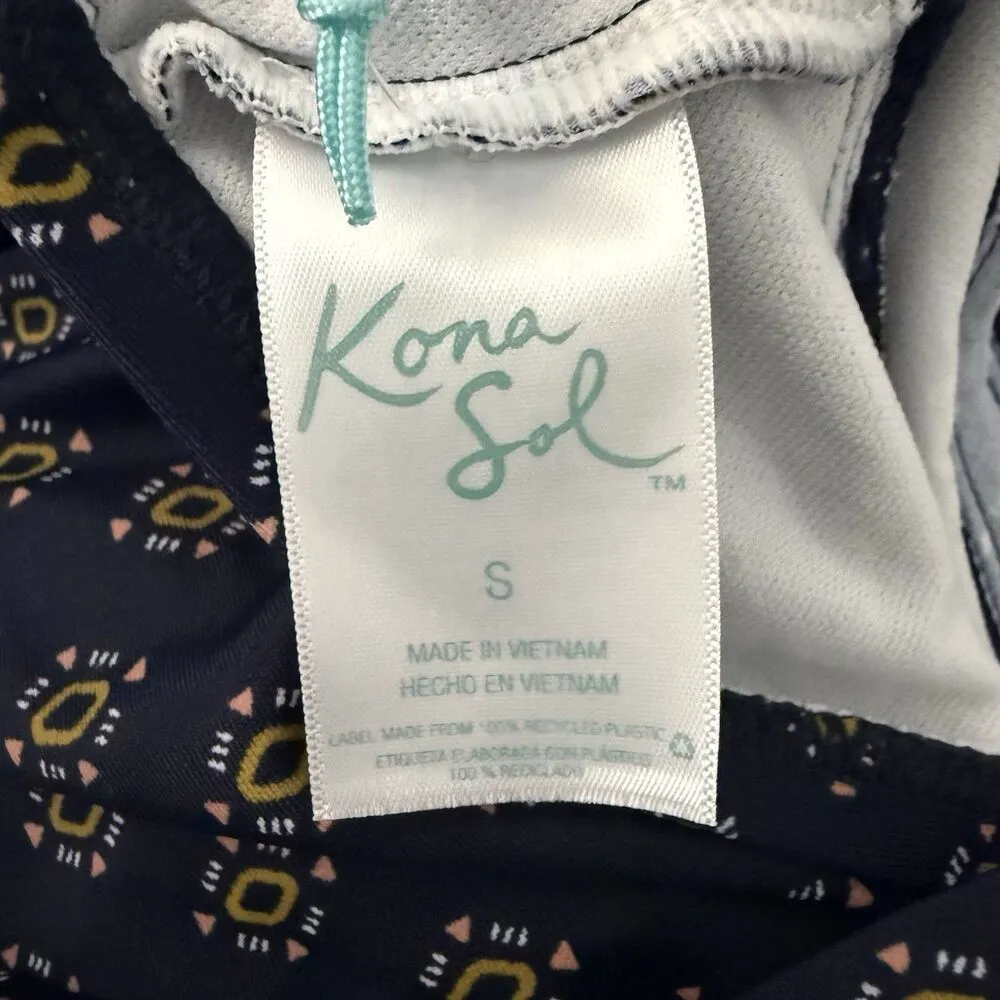 Kona
Sol
TM
S
MADE IN VIETNAM
HECHO EN VIETNAM
LABEL MADE FROM 100% RECYCLED PLASTIC
ETIQUETA ELABORADA CON PLÁSTICO
100 % RECICLADO